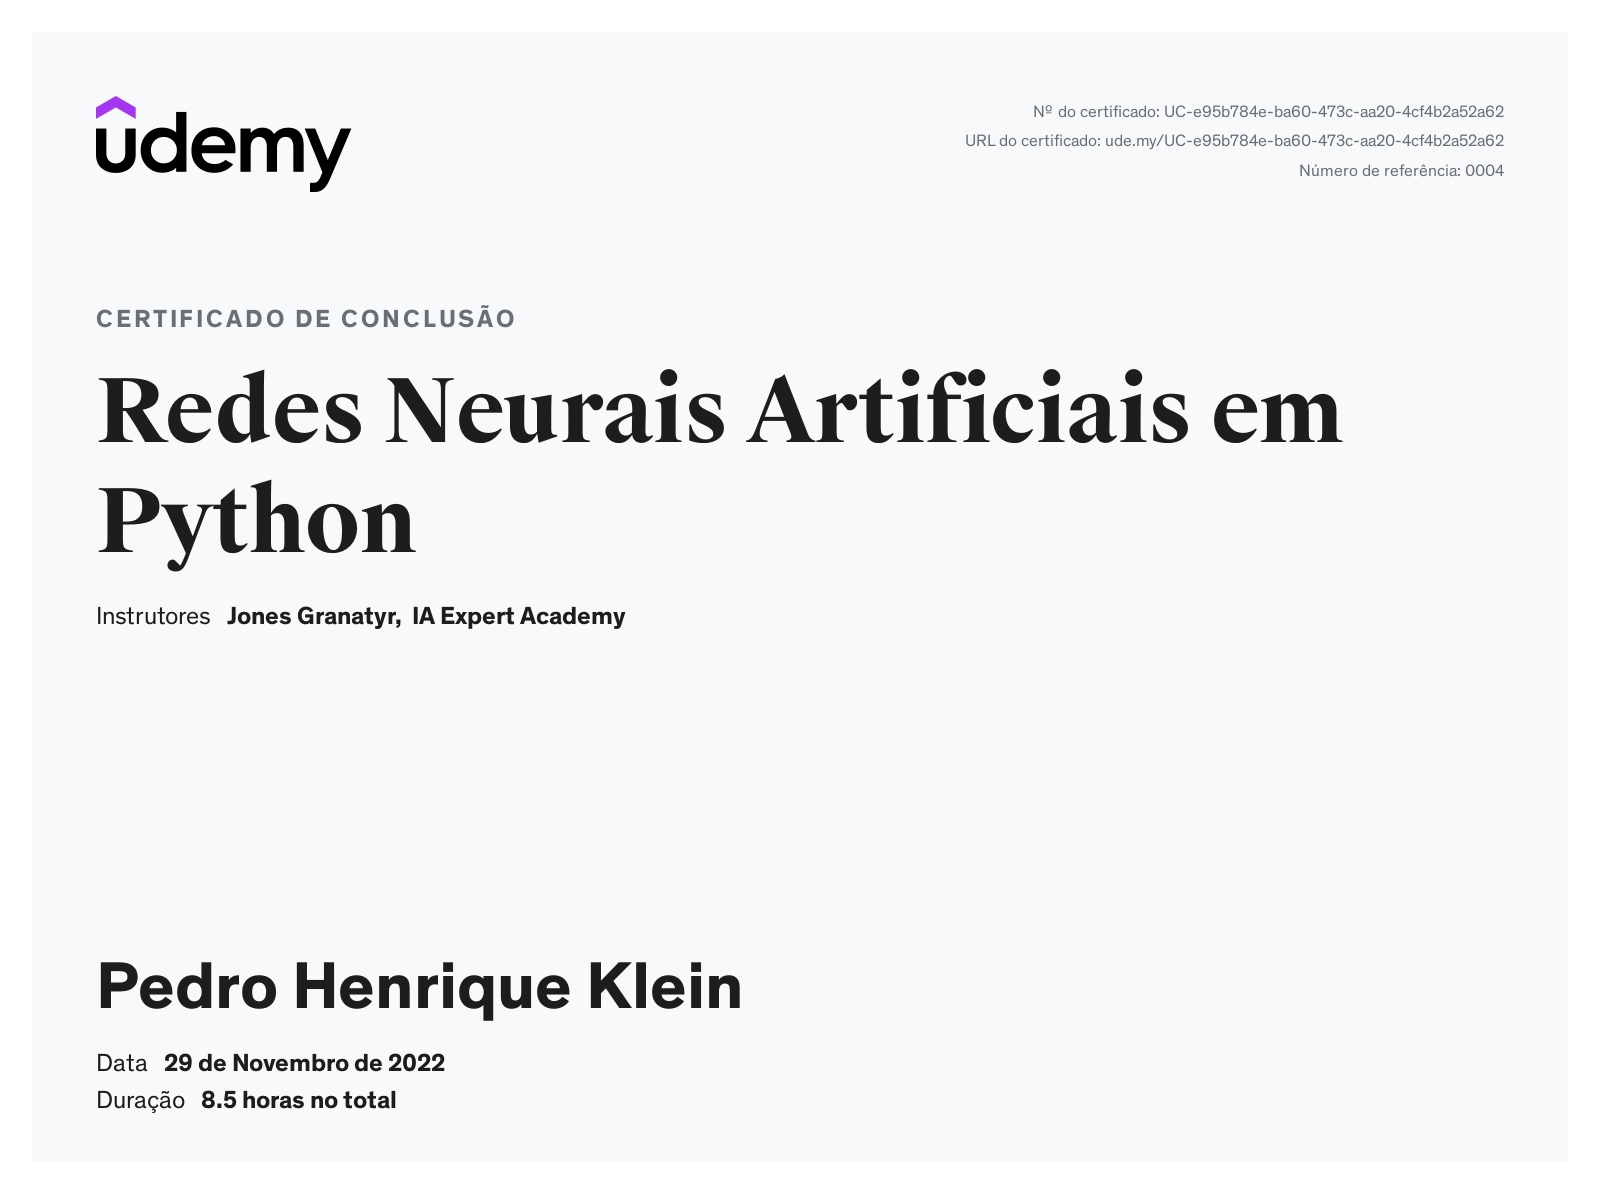 udemy
Nº do certificado: UC-e95b784e-ba60-473c-aa20-4cf4b2a52a62
URL do certificado: ude.my/UC-e95b784e-ba60-473c-aa20-4cf4b2a52a62
Número de referência: 0004
CERTIFICADO DE CONCLUSÃO
Redes Neurais Artificiais em
Python
Instrutores Jones Granatyr, IA Expert Academy
Pedro Henrique Klein
Data 29 de Novembro de 2022
Duração 8.5 horas no total